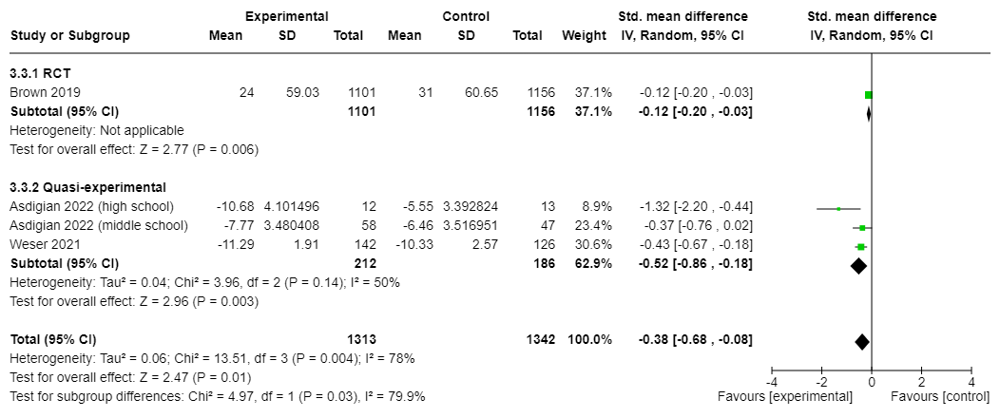 Experimental Control Std. mean difference Std. mean difference
Study or Subgroup Mean SD Total Mean SD Total Weight IV, Random, 95% CI IV, Random, 95% CI
3.3.1 RCT
Brown 2019 24 59.03 1101 31 60.65 1156 37.1% -0.12 [-0.20 , -0.03]
Subtotal (95% CI) 1101 1156 37.1% -0.12 [-0.20 , -0.03]
Heterogeneity: Not applicable
Test for overall effect: Z = 2.77 (P = 0.006)
3.3.2 Quasi-experimental
Asdigian 2022 (high school) -10.68 4.101496 12 -5.55 3.392824 13 8.9% -1.32 [-2.20 , -0.44]
Asdigian 2022 (middle school) -7.77 3.480408 58 -6.46 3.516951 47 23.4% -0.37 [-0.76 , 0.02]
Weser 2021 -11.29 1.91 142 -10.33 2.57 126 30.6% -0.43 [-0.67 , -0.18]
Subtotal (95% CI) 212 186 62.9% -0.52 [-0.86 , -0.18]
Heterogeneity: Tau² = 0.04; Chi² = 3.96, df = 2 (P = 0.14); I² = 50%
Test for overall effect: Z = 2.96 (P = 0.003)
Total (95% CI) 1313 1342 100.0% -0.38 [-0.68 , -0.08]
Heterogeneity: Tau² = 0.06; Chi² = 13.51, df = 3 (P = 0.004); I² = 78%
Test for overall effect: Z = 2.47 (P = 0.01)
Test for subgroup differences: Chi² = 4.97, df = 1 (P = 0.03), I² = 79.9%
-4 -2 0 2 4
Favours [experimental] Favours [control]